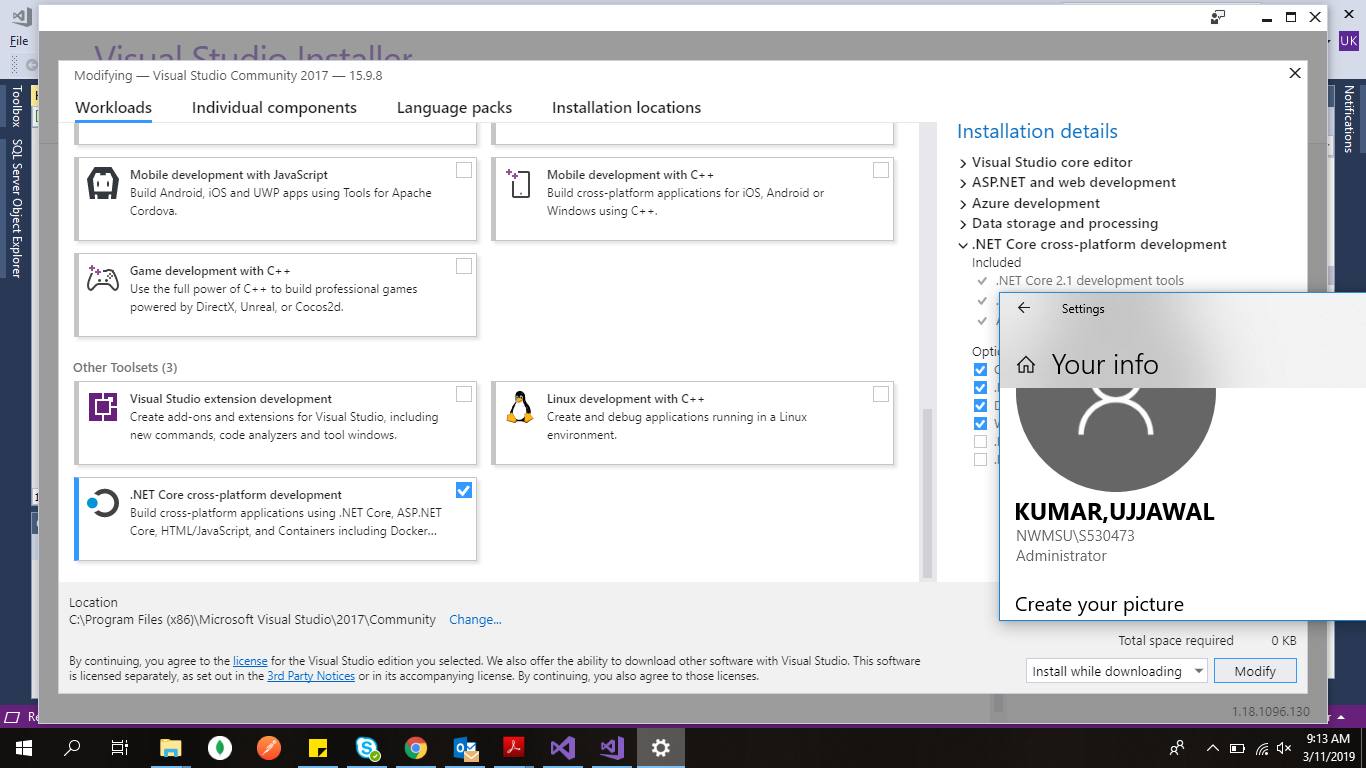 File
UK
Visual Studio Installer
Modifying — Visual Studio Community 2017 — 15.9.8
Workloads
Individual components
Language packs
Installation locations
Toolbox
SQL Server Object Explorer
Notifications
Mobile development with JavaScript
Build Android, iOS and UWP apps using Tools for Apache
Cordova.
Mobile development with C++
Build cross-platform applications for iOS, Android or
Windows using C++.
Game development with C++
Use the full power of C++ to build professional games
powered by DirectX, Unreal, or Cocos2d.
Other Toolsets (3)
Visual Studio extension development
Create add-ons and extensions for Visual Studio, including
new commands, code analyzers and tool windows.
Linux development with C++
Create and debug applications running in a Linux
environment.
.NET Core cross-platform development
Build cross-platform applications using .NET Core, ASP.NET
Core, HTML/JavaScript, and Containers including Docker...
Installation details
Visual Studio core editor
ASP.NET and web development
Azure development
Data storage and processing
.NET Core cross-platform development
Included
.NET Core 2.1 development tools
Settings
Your info
KUMAR,UJJAWAL
NWMSU\S530473
Administrator
Create your picture
Location
C:\Program Files (x86)\Microsoft Visual Studio\2017\Community
Change...
By continuing, you agree to the license for the Visual Studio edition you selected. We also offer the ability to download other software with Visual Studio. This software
is licensed separately, as set out in the 3rd Party Notices or in its accompanying license. By continuing, you also agree to those licenses.
Total space required 0 KB
Install while downloading
Modify
1.18.1096.130
9:13 AM
3/11/2019